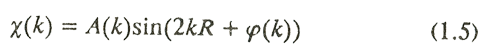 χ(k) = A(k)sin(2kR + φ(k)) (1.5)